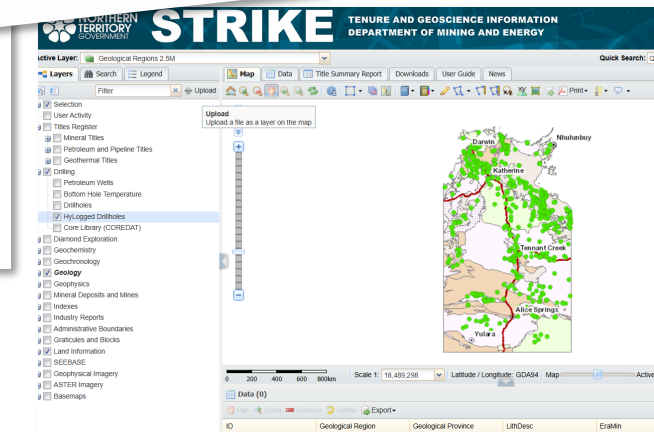 NORTHERN
TERRITORY
GOVERNMENT
STRIKE
TENURE AND GEOSCIENCE INFORMATION
DEPARTMENT OF MINING AND ENERGY
Active Layer: Geological Regions 2.5M
Quick Search:
Layers Search Legend
Map Data Title Summary Report Downloads User Guide News
Filter x Upload
Print
Upload
Upload a file as a layer on the map
Selection
User Activity
Titles Register
Mineral Titles
Petroleum and Pipeline Titles
Geothermal Titles
Drilling
Petroleum Wells
Bottom Hole Temperature
Drillholes
HyLogged Drillholes
Core Library (COREDAT)
Diamond Exploration
Geochemistry
Geochronology
Geology
Geophysics
Mineral Deposits and Mines
Indexes
Industry Reports
Administrative Boundaries
Graticules and Blocks
Land Information
SEEBASE
Geophysical Imagery
ASTER Imagery
Basemaps
Darwin
Nhulunbuy
Katherine
Tennant Creek
Alice Springs
Yulara
0 200 400 600 800km
Scale 1: 18,489,298
Latitude / Longitude: GDA94
Map
Active
Data (0)
Pan Zoom Remove Refine Export
ID Geological Region Geological Province LithDesc EraMin